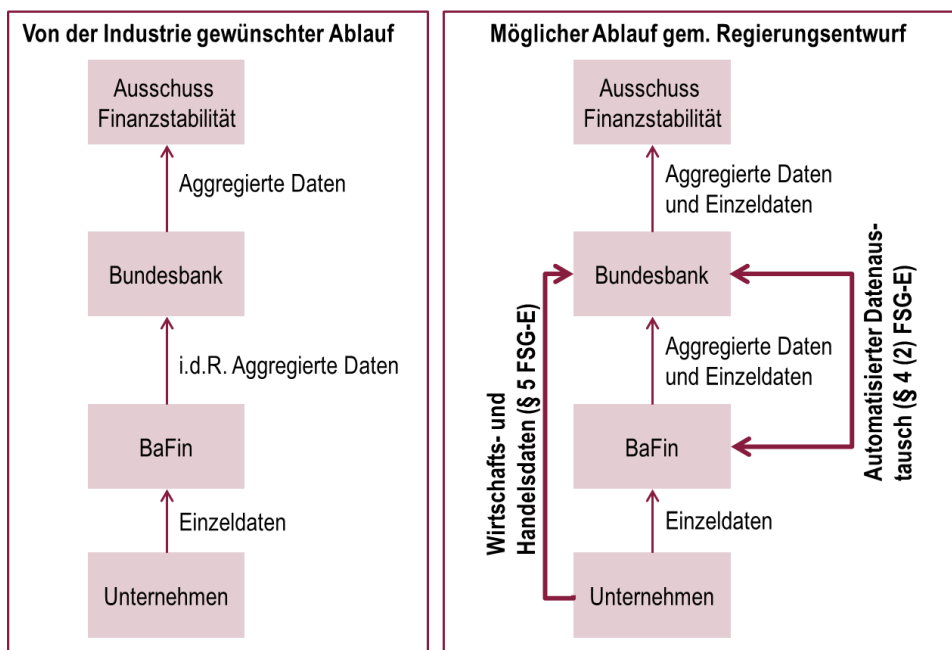 Von der Industrie gewünschter Ablauf
Ausschuss
Finanzstabilität
Aggregierte Daten
Bundesbank
i.d.R. Aggregierte Daten
BaFin
Einzeldaten
Unternehmen
Möglicher Ablauf gem. Regierungsentwurf
Ausschuss
Finanzstabilität
Aggregierte Daten
und Einzeldaten
Bundesbank
Aggregierte Daten
und Einzeldaten
BaFin
Einzeldaten
Unternehmen
Wirtschafts- und
Handelsdaten (§ 5 FSG-E)
Automatisierter Datenaus-
tausch (§ 4 (2) FSG-E)